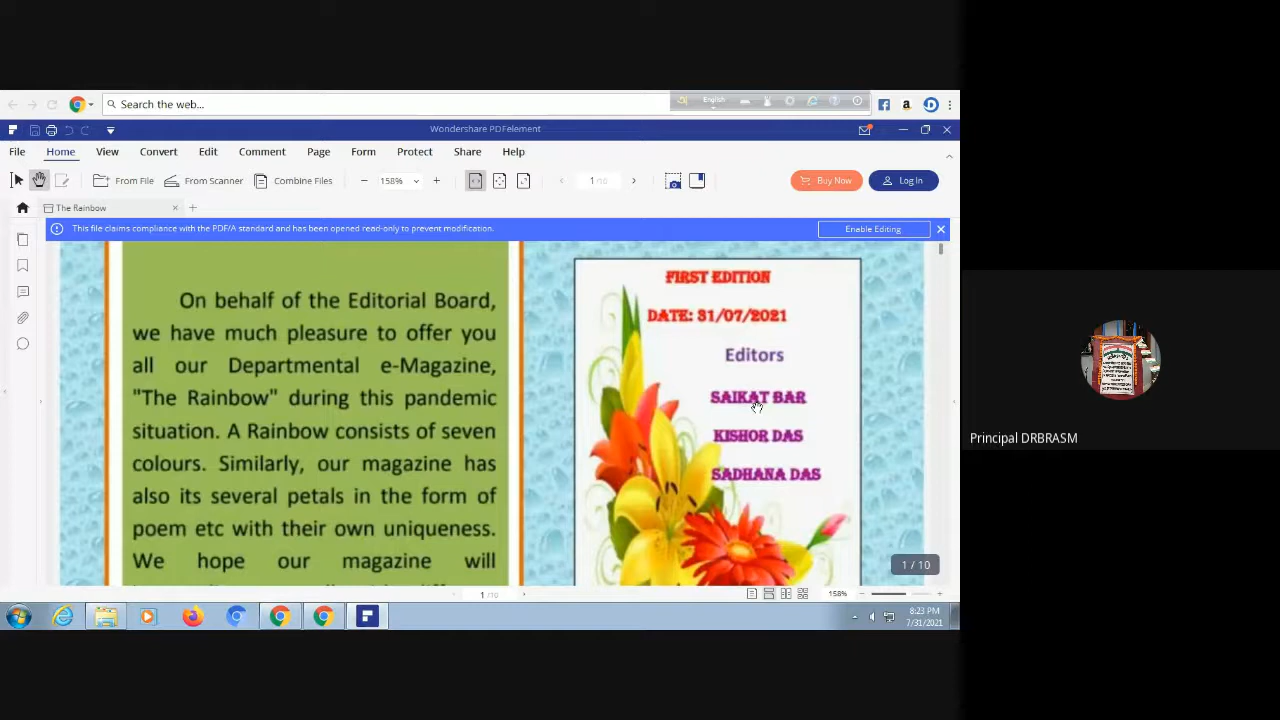 Search the web...
English
Wondershare PDFelement
File Home View Convert Edit Comment Page Form Protect Share Help
From File From Scanner Combine Files 158% 1 /10 Buy Now Log In
The Rainbow
This file claims compliance with the PDF/A standard and has been opened read-only to prevent modification.
Enable Editing
On behalf of the Editorial Board,
we have much pleasure to offer you
all our Departmental e-Magazine,
"The Rainbow" during this pandemic
situation. A Rainbow consists of seven
colours. Similarly, our magazine has
also its several petals in the form of
poem etc with their own uniqueness.
We hope our magazine will
FIRST EDITION
DATE: 31/07/2021
Editors
SAIKAT BAR
KISHOR DAS
SADHANA DAS
1 / 10
1 /10
158%
8:23 PM
7/31/2021
Principal DRBRASM